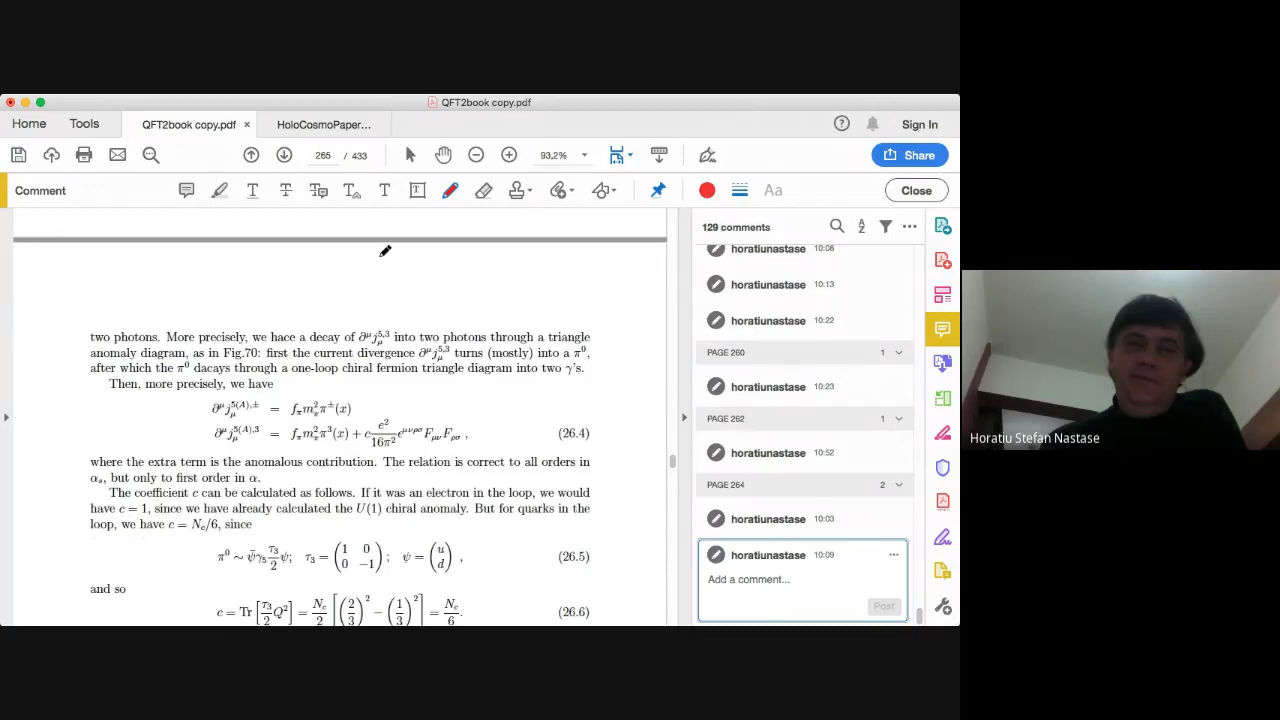 QFT2book copy.pdf
Home Tools QFT2book copy.pdf × HoloCosmoPaper... Sign In
265 / 433 93,2% Share
Comment Aa Close
129 comments
horatiunastase 10:08
horatiunastase 10:13
horatiunastase 10:22
PAGE 260 1
horatiunastase 10:23
PAGE 262 1
horatiunastase 10:52
PAGE 264 2
horatiunastase 10:03
horatiunastase 10:09
Add a comment...
Post
two photons. More precisely, we hace a decay of ∂^μ j_μ^{5,3} into two photons through a triangle
anomaly diagram, as in Fig.70: first the current divergence ∂^μ j_μ^{5,3} turns (mostly) into a π^0,
after which the π^0 dacays through a one-loop chiral fermion triangle diagram into two γ's.
Then, more precisely, we have
∂^μ j_μ^{5(A),±} = f_π m_π^2 π^±(x)
∂^μ j_μ^{5(A),3} = f_π m_π^2 π^3(x) + c e^2/16π^2 ε^{μνρσ} F_{μν} F_{ρσ} , (26.4)
where the extra term is the anomalous contribution. The relation is correct to all orders in
α_s, but only to first order in α.
The coefficient c can be calculated as follows. If it was an electron in the loop, we would
have c = 1, since we have already calculated the U(1) chiral anomaly. But for quarks in the
loop, we have c = N_c/6, since
π^0 ∼ ψ̄γ_5 τ_3/2 ψ; τ_3 = (1 0 0 −1) ; ψ = (u d) , (26.5)
and so
c = Tr [τ_3/2 Q^2] = N_c/2 [(2/3)^2 − (1/3)^2] = N_c/6. (26.6)
Horatiu Stefan Nastase